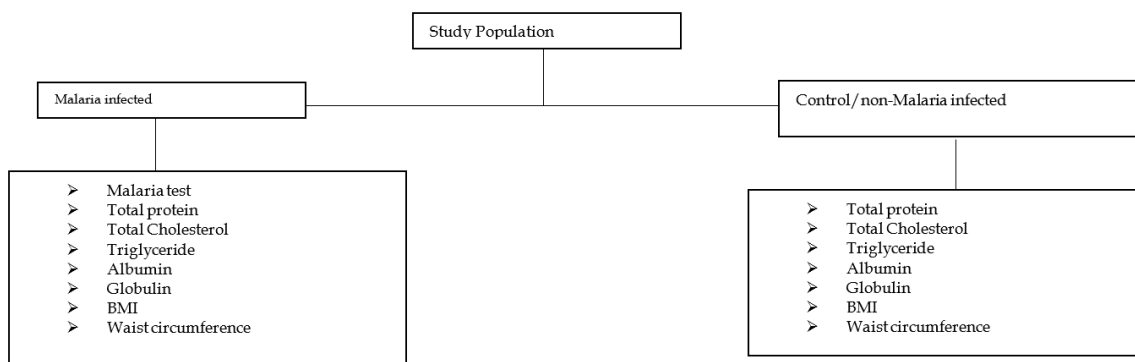 Study Population
Malaria infected
Control/non-Malaria infected
➢ Malaria test
➢ Total protein
➢ Total Cholesterol
➢ Triglyceride
➢ Albumin
➢ Globulin
➢ BMI
➢ Waist circumference
➢ Total protein
➢ Total Cholesterol
➢ Triglyceride
➢ Albumin
➢ Globulin
➢ BMI
➢ Waist circumference